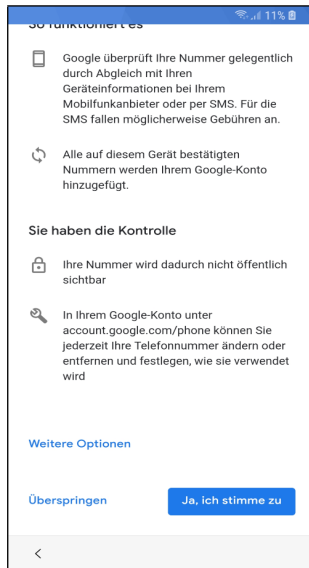 11%
So funktioniert es
Google überprüft Ihre Nummer gelegentlich
durch Abgleich mit Ihren
Geräteinformationen bei Ihrem
Mobilfunkanbieter oder per SMS. Für die
SMS fallen möglicherweise Gebühren an.
Alle auf diesem Gerät bestätigten
Nummern werden Ihrem Google-Konto
hinzugefügt.
Sie haben die Kontrolle
Ihre Nummer wird dadurch nicht öffentlich
sichtbar
In Ihrem Google-Konto unter
account.google.com/phone können Sie
jederzeit Ihre Telefonnummer ändern oder
entfernen und festlegen, wie sie verwendet
wird
Weitere Optionen
Überspringen
Ja, ich stimme zu